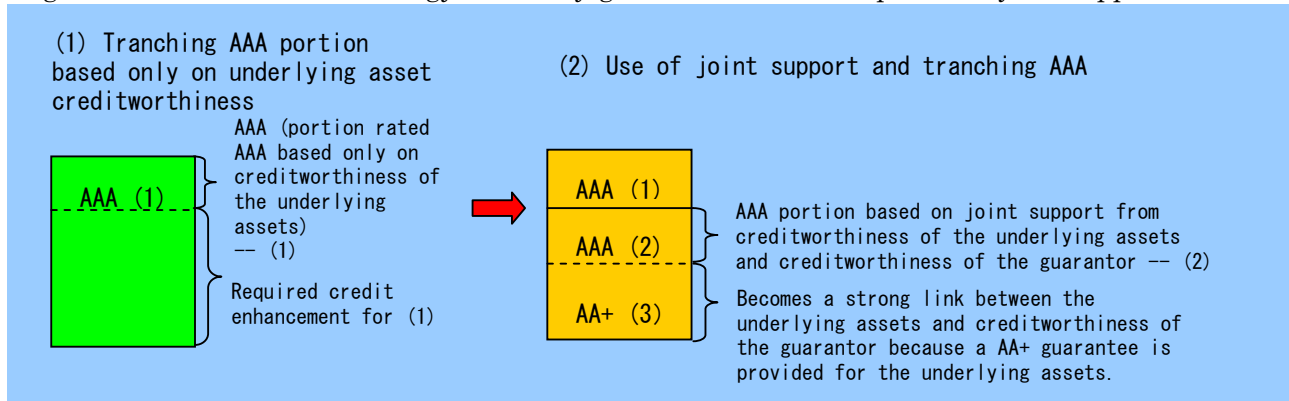 (1) Tranching AAA portion
based only on underlying asset
creditworthiness
AAA (portion rated
AAA based only on
creditworthiness of
the underlying
assets)
-- (1)
AAA (1)
Required credit
enhancement for (1)
(2) Use of joint support and tranching AAA
AAA (1)
AAA (2)
AA+ (3)
AAA portion based on joint support from
creditworthiness of the underlying assets
and creditworthiness of the guarantor -- (2)
Becomes a strong link between the
underlying assets and creditworthiness of
the guarantor because a AA+ guarantee is
provided for the underlying assets.